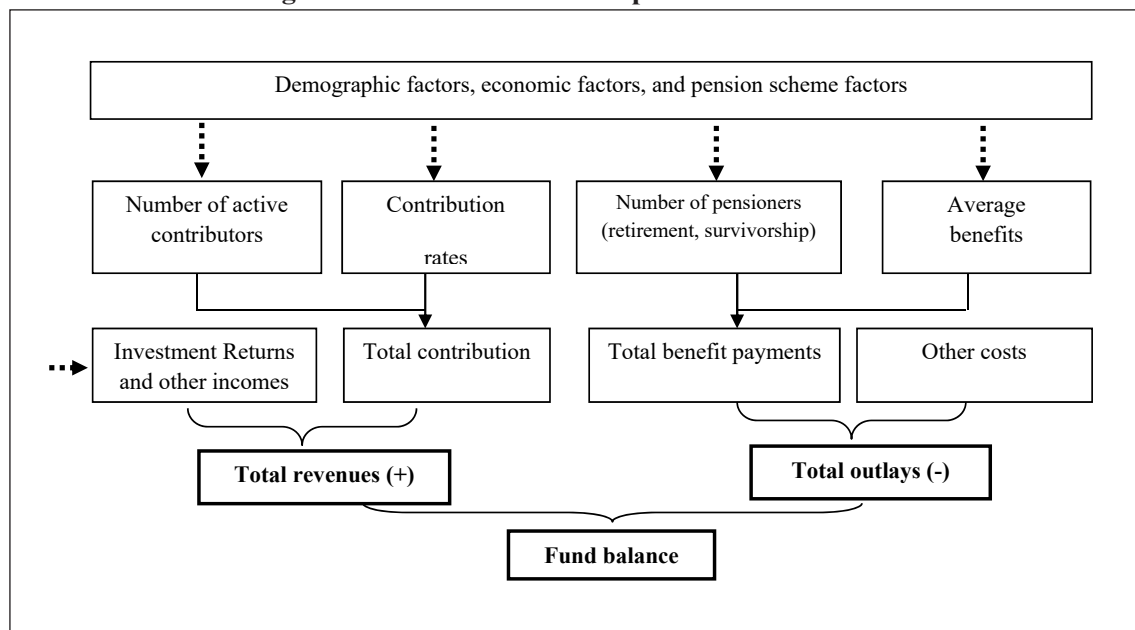 Demographic factors, economic factors, and pension scheme factors
Number of active
contributors
Contribution
rates
Number of pensioners
(retirement, survivorship)
Average
benefits
Investment Returns
and other incomes
Total contribution
Total benefit payments
Other costs
Total revenues (+)
Total outlays (-)
Fund balance